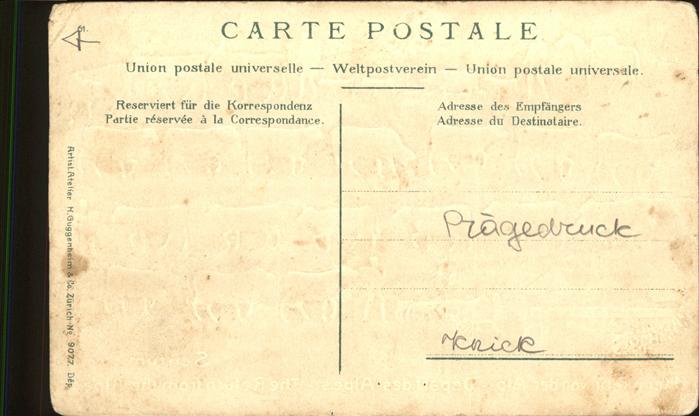 CARTE POSTALE
Union postale universelle — Weltpostverein — Union postale universale.
Reserviert für die Korrespondenz
Partie réservée à la Correspondance.
Adresse des Empfängers
Adresse du Destinataire.
Prägedruck
Knick
Artist. Atelier H. Guggenheim & Co. Zürich No. 9077. Dép.